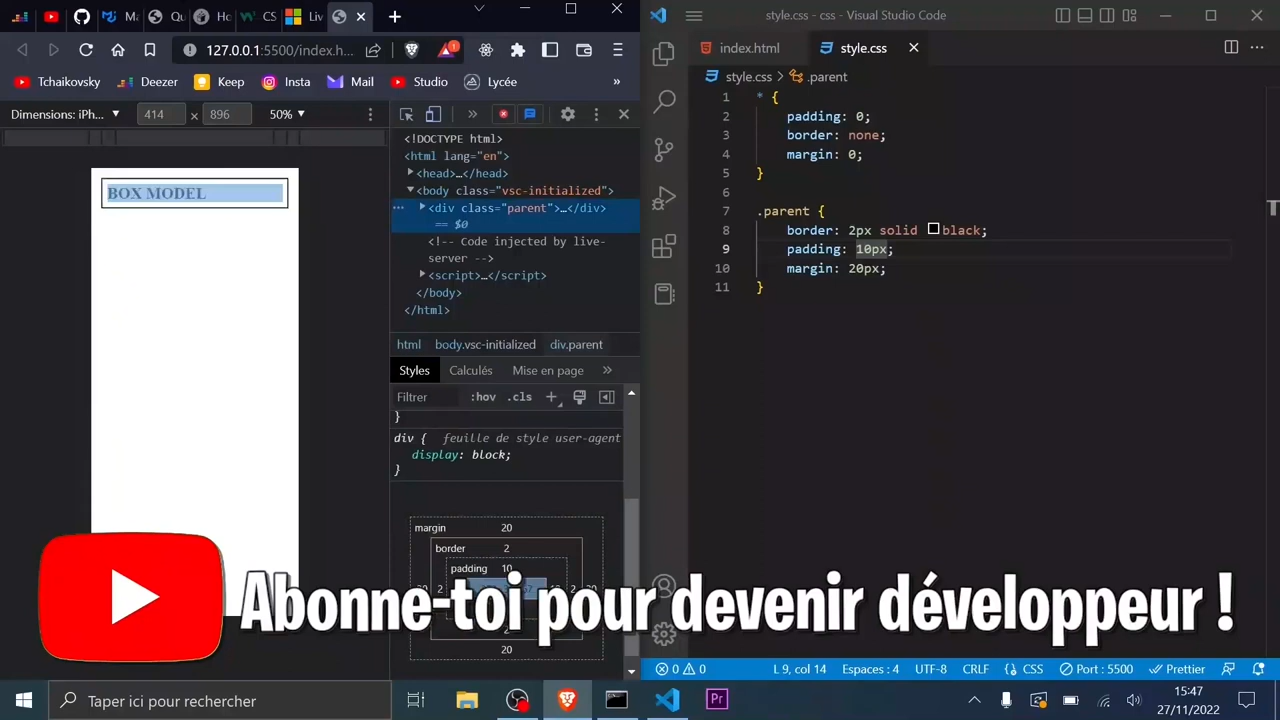 Qu
Ho
CS
Liv
127.0.0.1:5500/index.h...
1
Tchaikovsky
Deezer
Keep
Insta
Mail
Studio
Lycée
»
Dimensions: iPh...
414
x
896
50%
»
BOX MODEL
<!DOCTYPE html>
<html lang="en">
<head>…</head>
<body class="vsc-initialized">
<div class="parent">…</div>
== $0
<!-- Code injected by live-
server -->
<script>…</script>
</body>
</html>
html
body.vsc-initialized
div.parent
Styles
Calculés
Mise en page
»
Filtrer
:hov
.cls
+
}
div {
feuille de style user-agent
display: block;
}
margin
20
border
2
padding
10
20
style.css - css - Visual Studio Code
index.html
style.css
style.css > .parent
1 * {
2 padding: 0;
3 border: none;
4 margin: 0;
5 }
6
7 .parent {
8 border: 2px solid black;
9 padding: 10px;
10 margin: 20px;
11 }
Abonne-toi pour devenir développeur !
0
0
L 9, col 14
Espaces : 4
UTF-8
CRLF
{} CSS
Port : 5500
Prettier
Taper ici pour rechercher
Pr
15:47
27/11/2022